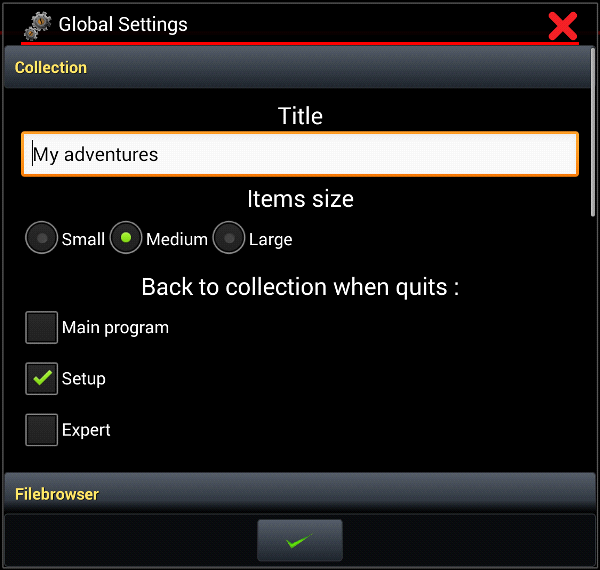 Global Settings
Collection
Title
My adventures
Items size
Small Medium Large
Back to collection when quits :
Main program
Setup
Expert
Filebrowser